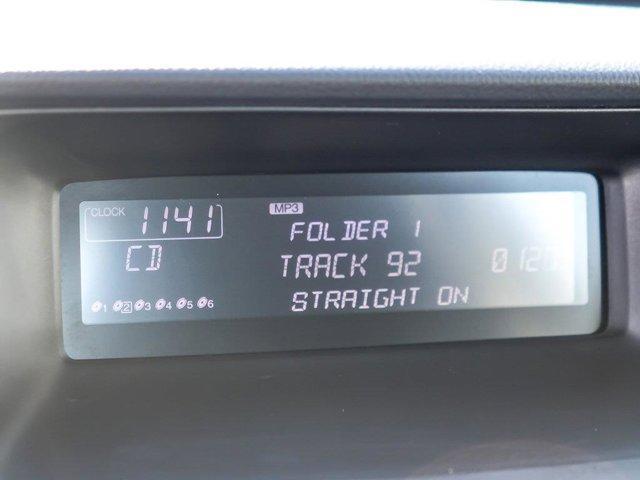 CLOCK 1141
MP3
FOLDER 1
CD
TRACK 92
STRAIGHT ON
1 2 3 4 5 6